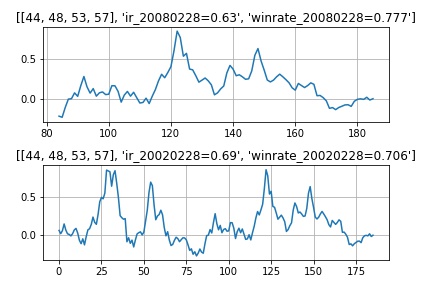 [[44, 48, 53, 57], 'ir_20080228=0.63', 'winrate_20080228=0.777']
0.5
0.0
80 100 120 140 160 180
[[44, 48, 53, 57], 'ir_20020228=0.69', 'winrate_20020228=0.706']
0.5
0.0
0 25 50 75 100 125 150 175